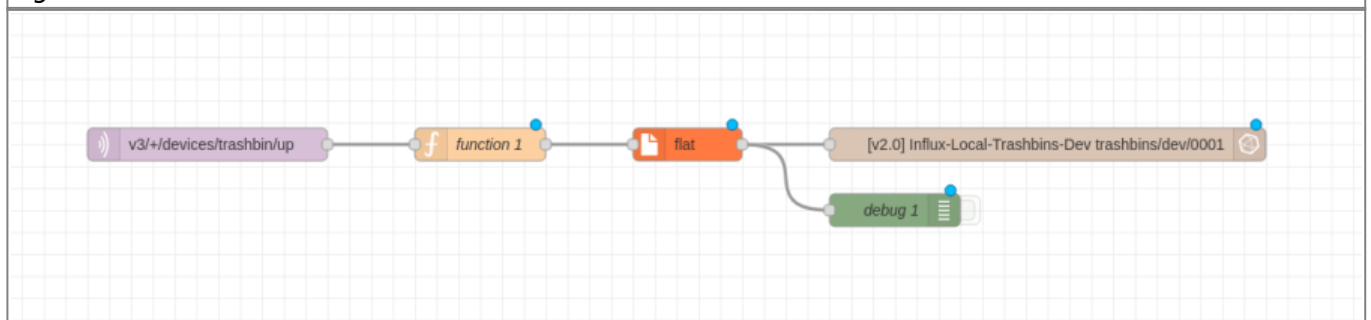 v3/+/devices/trashbin/up
function 1
flat
[v2.0] Influx-Local-Trashbins-Dev trashbins/dev/0001
debug 1